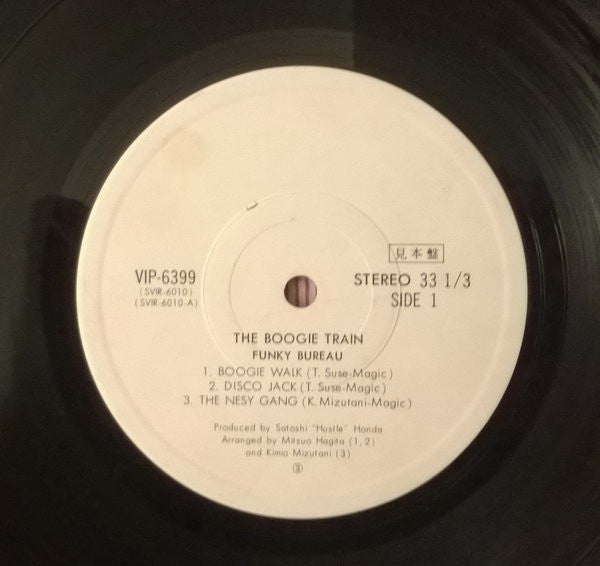 見本盤
VIP-6399
(SVIR-6010)
(SVIR-6010-A)
STEREO 33 1/3
SIDE 1
THE BOOGIE TRAIN
FUNKY BUREAU
1. BOOGIE WALK (T. Suse-Magic)
2. DISCO JACK (T. Suse-Magic)
3. THE NESY GANG (K. Mizutani-Magic)
Produced by Satoshi "Hustle" Honda
Arranged by Mitsuo Hagita (1, 2)
and Kimio Mizutani (3)
③